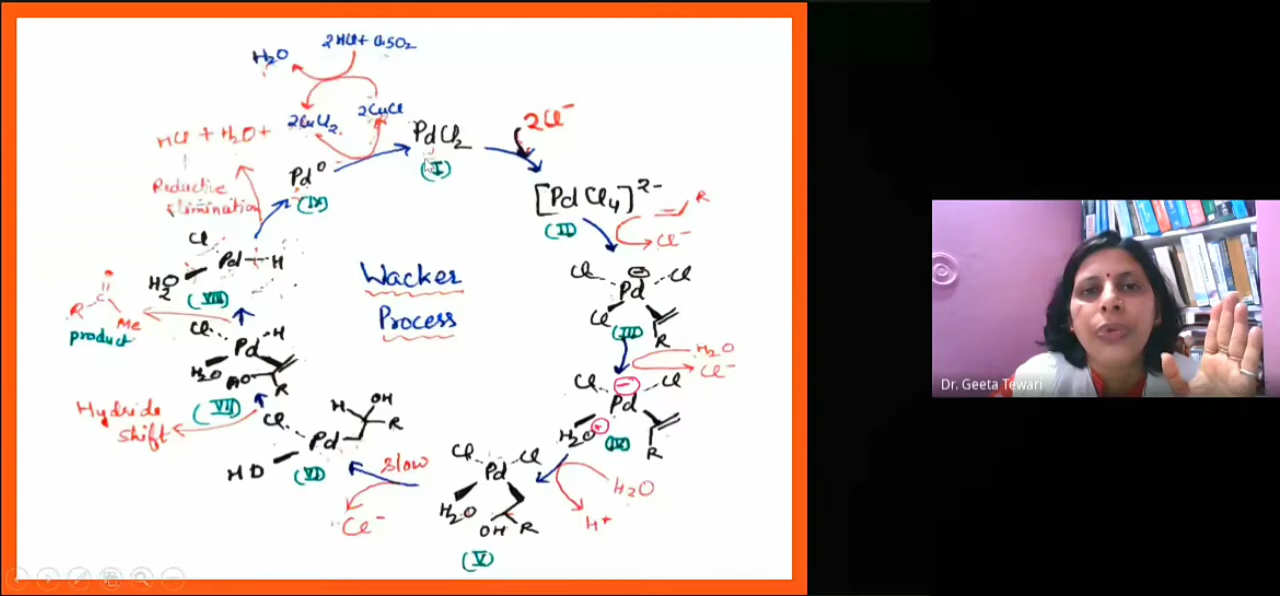 2HCl + 0.5O2
H2O
2CuCl
2CuCl2
HCl + H2O +
PdCl2
(I)
2Cl-
Pd0
(IX)
[PdCl4]2-
(II)
R
Cl-
Reductive
Elimination
Cl
Pd
H
H2O
(VIII)
Wacker
Process
Cl
Pd
Cl
Cl
R
(III)
R
C
O
Me
product
Cl
H
Pd
H2O
HO
R
(VII)
H2O
Cl-
Cl
-
Cl
Pd
H2O
+
R
(IV)
Hydride
shift
Cl
H
OH
R
Pd
HO
(VI)
slow
Cl-
Cl
Cl
Pd
H2O
OH
R
(V)
H2O
H+
Dr. Geeta Tewari